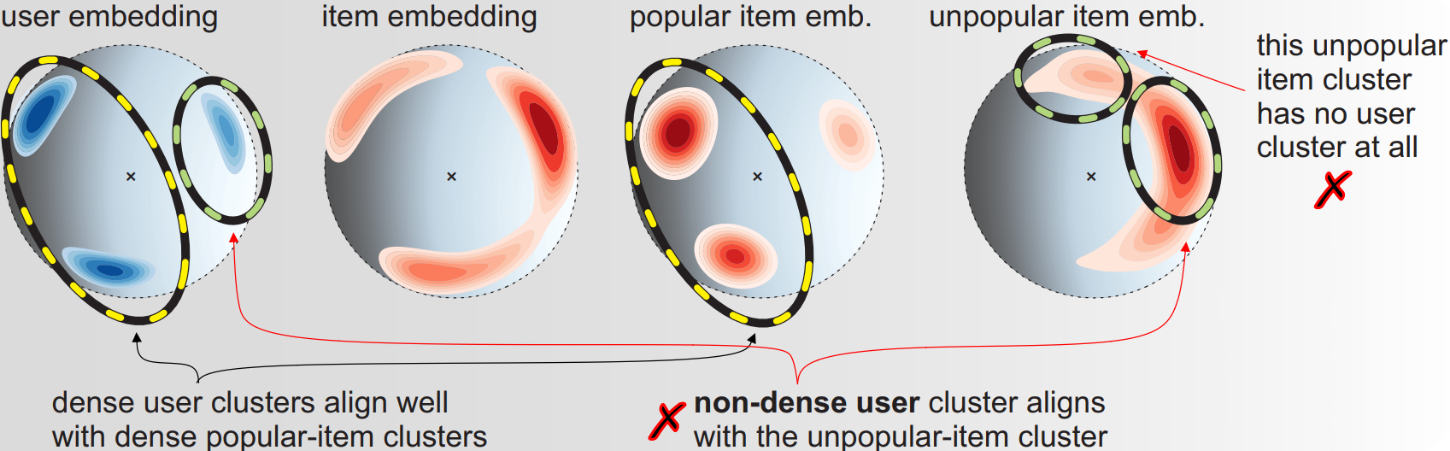 user embedding
item embedding
popular item emb.
unpopular item emb.
this unpopular
item cluster
has no user
cluster at all
dense user clusters align well
with dense popular-item clusters
non-dense user cluster aligns
with the unpopular-item cluster